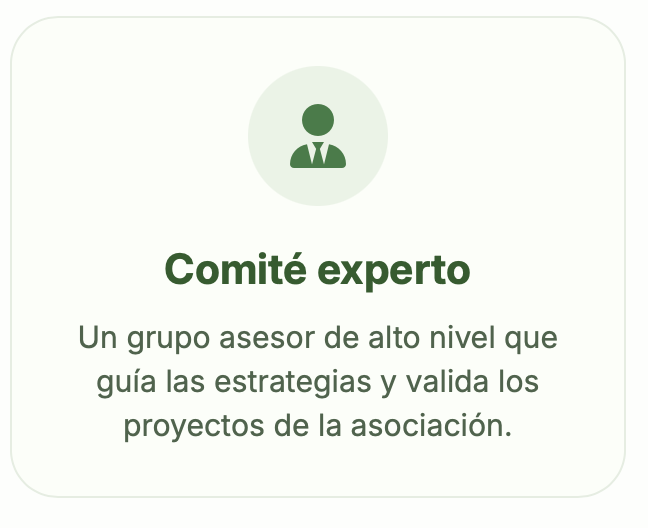 Comité experto
Un grupo asesor de alto nivel que
guía las estrategias y valida los
proyectos de la asociación.